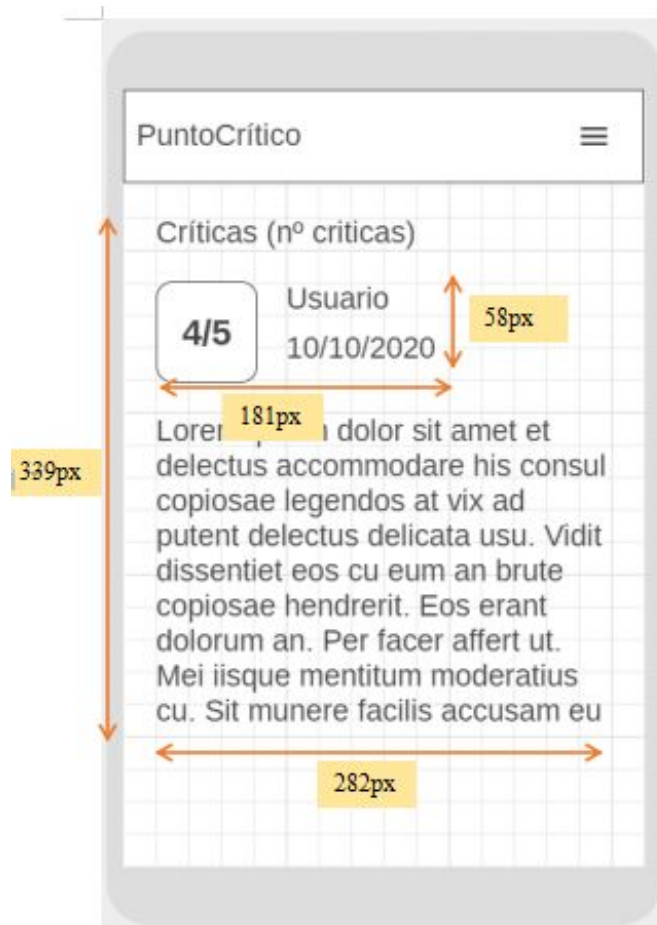 PuntoCrítico
Críticas (nº criticas)
4/5
Usuario
10/10/2020
58px
181px
339px
dolor sit amet et
delectus accommodare his consul
copiosae legendos at vix ad
putent delectus delicata usu. Vidit
dissentiet eos cu eum an brute
copiosae hendrerit. Eos erant
dolorum an. Per facer affert ut.
Mei iisque mentitum moderatius
cu. Sit munere facilis accusam eu
282px